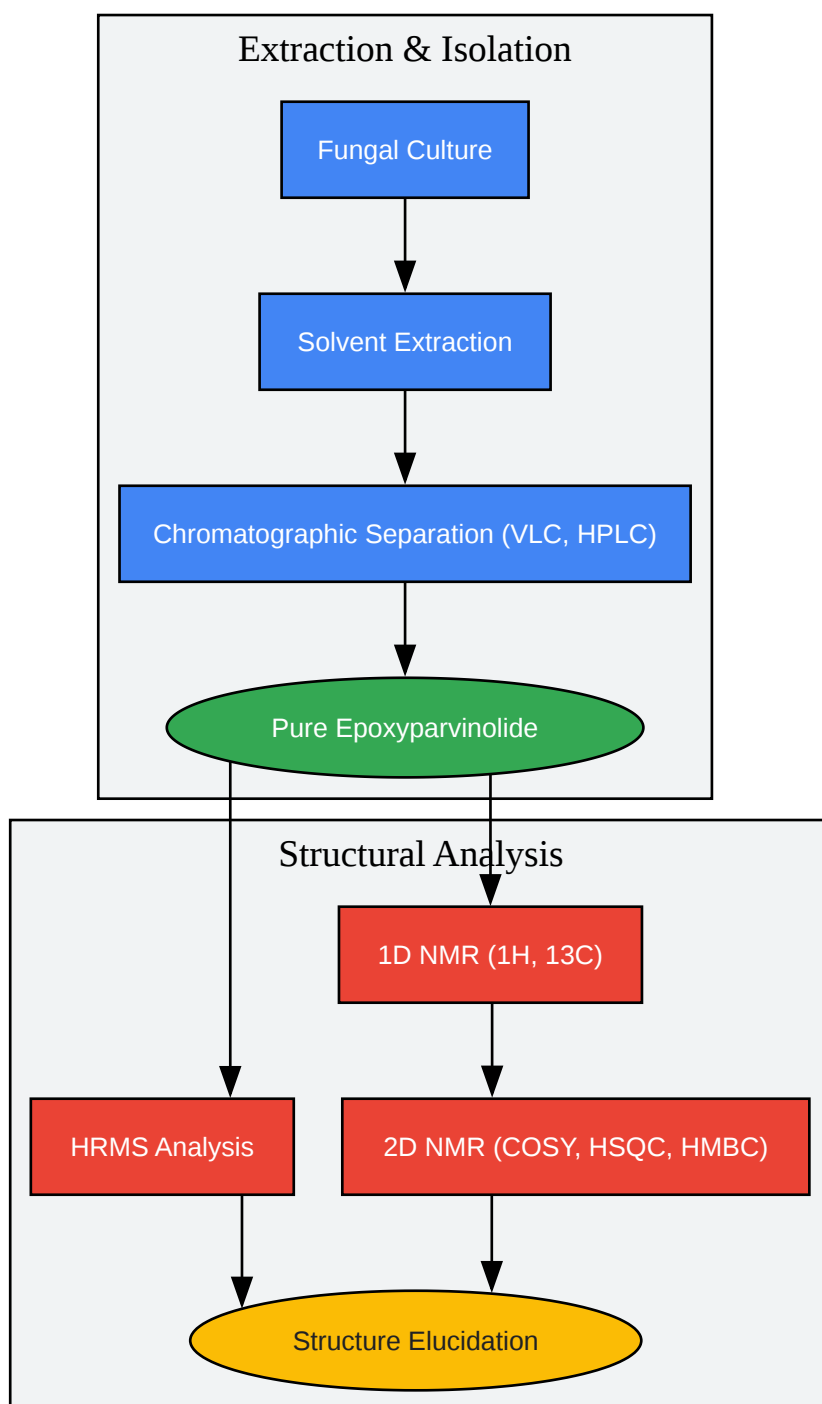 Extraction & Isolation
Fungal Culture
Solvent Extraction
Chromatographic Separation (VLC, HPLC)
Pure Epoxyparvinolide
Structural Analysis
1D NMR (1H, 13C)
HRMS Analysis
2D NMR (COSY, HSQC, HMBC)
Structure Elucidation